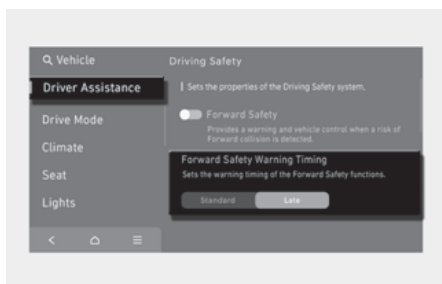 Vehicle
Driver Assistance
Drive Mode
Climate
Seat
Lights
Driving Safety
Sets the properties of the Driving Safety system.
Forward Safety
Provides a warning and vehicle control when a risk of
Forward collision is detected.
Forward Safety Warning Timing
Sets the warning timing of the Forward Safety functions.
Standard
Late